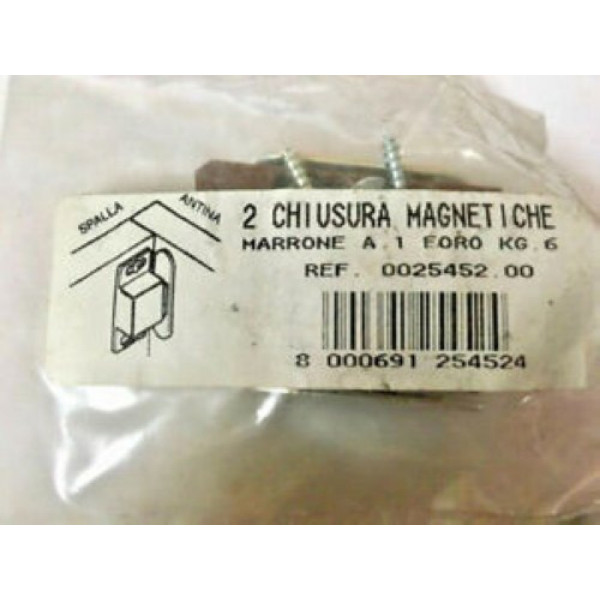 SPALLA
ANTINA
2 CHIUSURA MAGNETICHE
MARRONE A.1 FORO KG.6
REF. 0025452.00
8 000691 254524